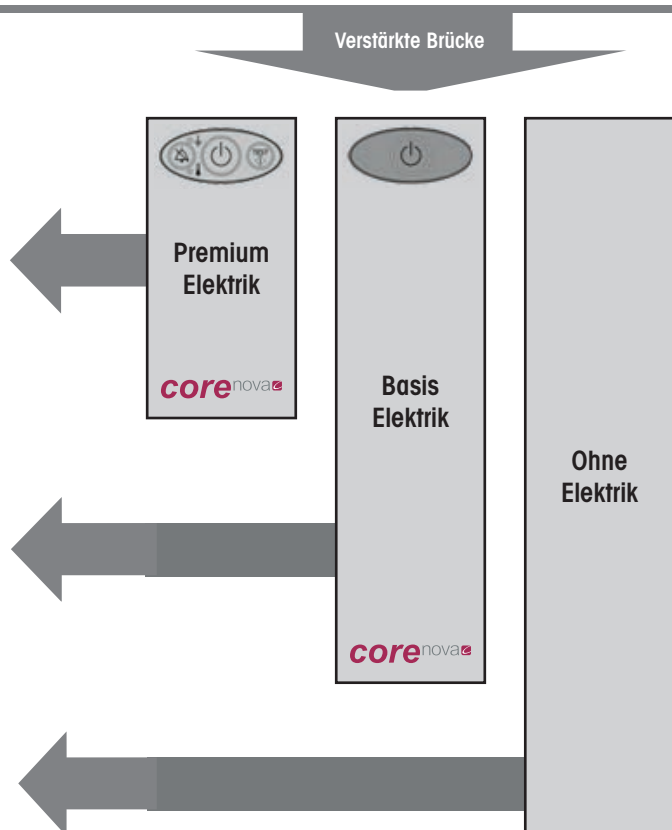 Verstärkte Brücke
Premium
Elektrik
corenova
Basis
Elektrik
corenova
Ohne
Elektrik